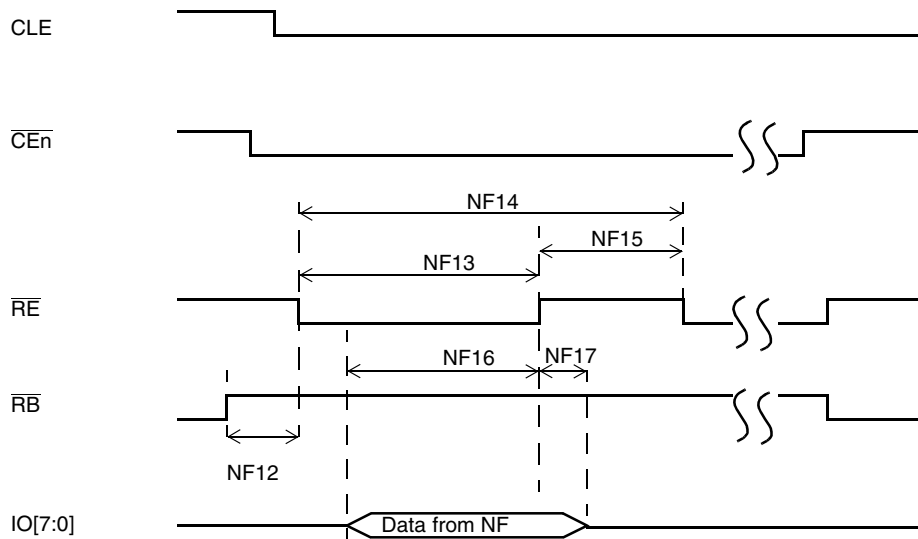 CLE
CEn
NF14
NF15
NF13
RE
NF16 NF17
RB
NF12
IO[7:0] Data from NF